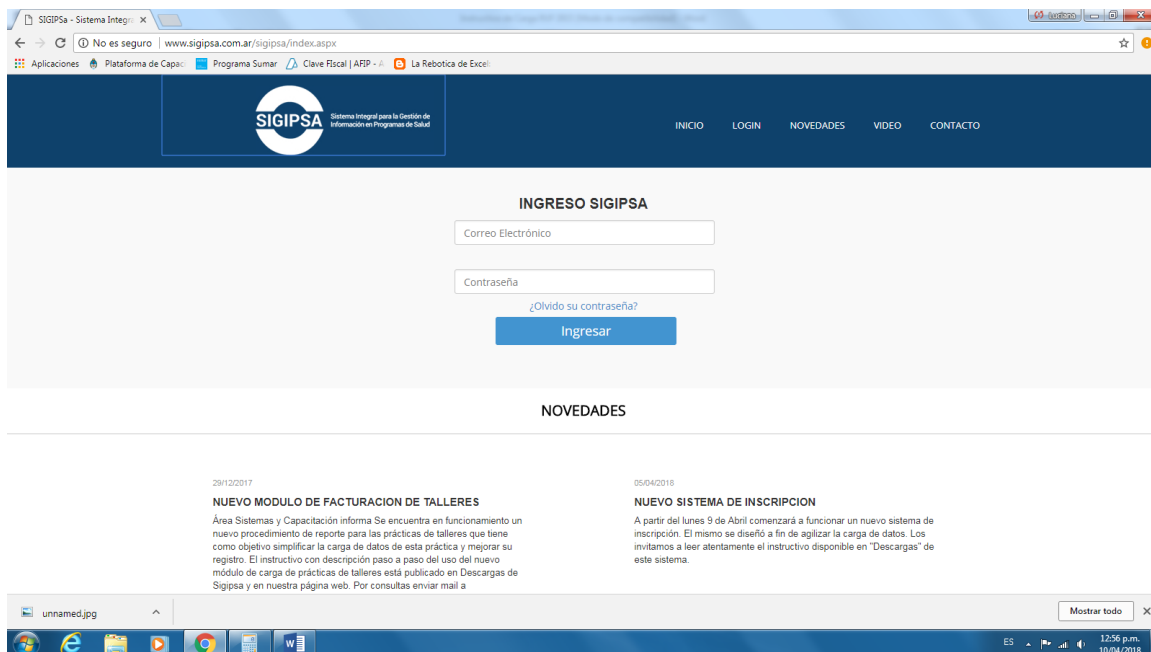 SIGIPSa - Sistema Integr
Luciana
No es seguro www.sigipsa.com.ar/sigipsa/index.aspx
Aplicaciones Plataforma de Capac Programa Sumar Clave Fiscal | AFIP - A La Rebotica de Excel
SIGIPSA
Sistema Integral para la Gestión de
Información en Programas de Salud
INICIO LOGIN NOVEDADES VIDEO CONTACTO
INGRESO SIGIPSA
Correo Electrónico
Contraseña
¿Olvido su contraseña?
Ingresar
NOVEDADES
29/12/2017
NUEVO MODULO DE FACTURACION DE TALLERES
Área Sistemas y Capacitación informa Se encuentra en funcionamiento un
nuevo procedimiento de reporte para las prácticas de talleres que tiene
como objetivo simplificar la carga de datos de esta práctica y mejorar su
registro. El instructivo con descripción paso a paso del uso del nuevo
módulo de carga de prácticas de talleres está publicado en Descargas de
Sigipsa y en nuestra página web. Por consultas enviar mail a
05/04/2018
NUEVO SISTEMA DE INSCRIPCION
A partir del lunes 9 de Abril comenzará a funcionar un nuevo sistema de
inscripción. El mismo se diseñó a fin de agilizar la carga de datos. Los
invitamos a leer atentamente el instructivo disponible en "Descargas" de
este sistema.
unnamed.jpg
Mostrar todo
ES
12:56 p.m.
10/04/2018